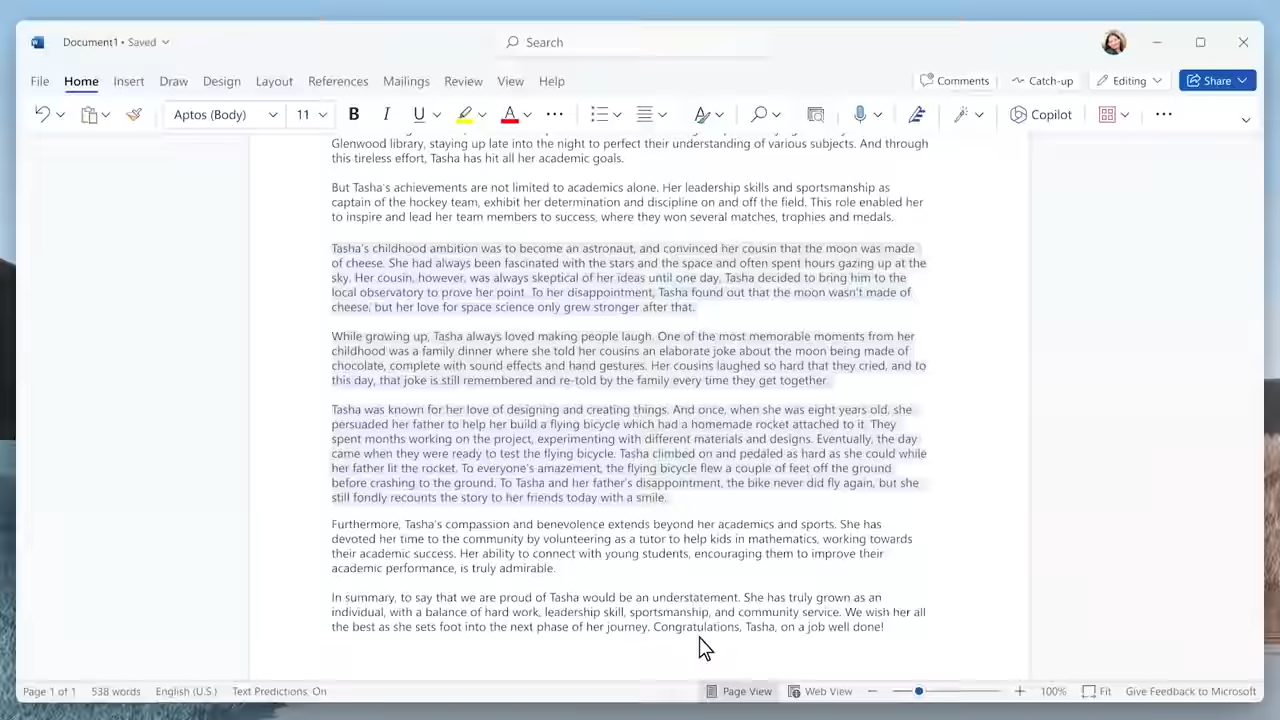 Document1 • Saved
Search
File Home Insert Draw Design Layout References Mailings Review View Help
Comments Catch-up Editing Share
Aptos (Body) 11 B I U A Copilot
Glenwood library, staying up late into the night to perfect their understanding of various subjects. And through
this tireless effort, Tasha has hit all her academic goals.
But Tasha's achievements are not limited to academics alone. Her leadership skills and sportsmanship as
captain of the hockey team, exhibit her determination and discipline on and off the field. This role enabled her
to inspire and lead her team members to success, where they won several matches, trophies and medals.
Tasha's childhood ambition was to become an astronaut, and convinced her cousin that the moon was made
of cheese. She had always been fascinated with the stars and the space and often spent hours gazing up at the
sky. Her cousin, however, was always skeptical of her ideas until one day, Tasha decided to bring him to the
local observatory to prove her point. To her disappointment, Tasha found out that the moon wasn't made of
cheese, but her love for space science only grew stronger after that.
While growing up, Tasha always loved making people laugh. One of the most memorable moments from her
childhood was a family dinner where she told her cousins an elaborate joke about the moon being made of
chocolate, complete with sound effects and hand gestures. Her cousins laughed so hard that they cried, and to
this day, that joke is still remembered and re-told by the family every time they get together.
Tasha was known for her love of designing and creating things. And once, when she was eight years old, she
persuaded her father to help her build a flying bicycle which had a homemade rocket attached to it. They
spent months working on the project, experimenting with different materials and designs. Eventually, the day
came when they were ready to test the flying bicycle. Tasha climbed on and pedaled as hard as she could while
her father lit the rocket. To everyone's amazement, the flying bicycle flew a couple of feet off the ground
before crashing to the ground. To Tasha and her father's disappointment, the bike never did fly again, but she
still fondly recounts the story to her friends today with a smile.
Furthermore, Tasha's compassion and benevolence extends beyond her academics and sports. She has
devoted her time to the community by volunteering as a tutor to help kids in mathematics, working towards
their academic success. Her ability to connect with young students, encouraging them to improve their
academic performance, is truly admirable.
In summary, to say that we are proud of Tasha would be an understatement. She has truly grown as an
individual, with a balance of hard work, leadership skill, sportsmanship, and community service. We wish her all
the best as she sets foot into the next phase of her journey. Congratulations, Tasha, on a job well done!
Page 1 of 1 538 words English (U.S.) Text Predictions: On Page View Web View 100% Fit Give Feedback to Microsoft